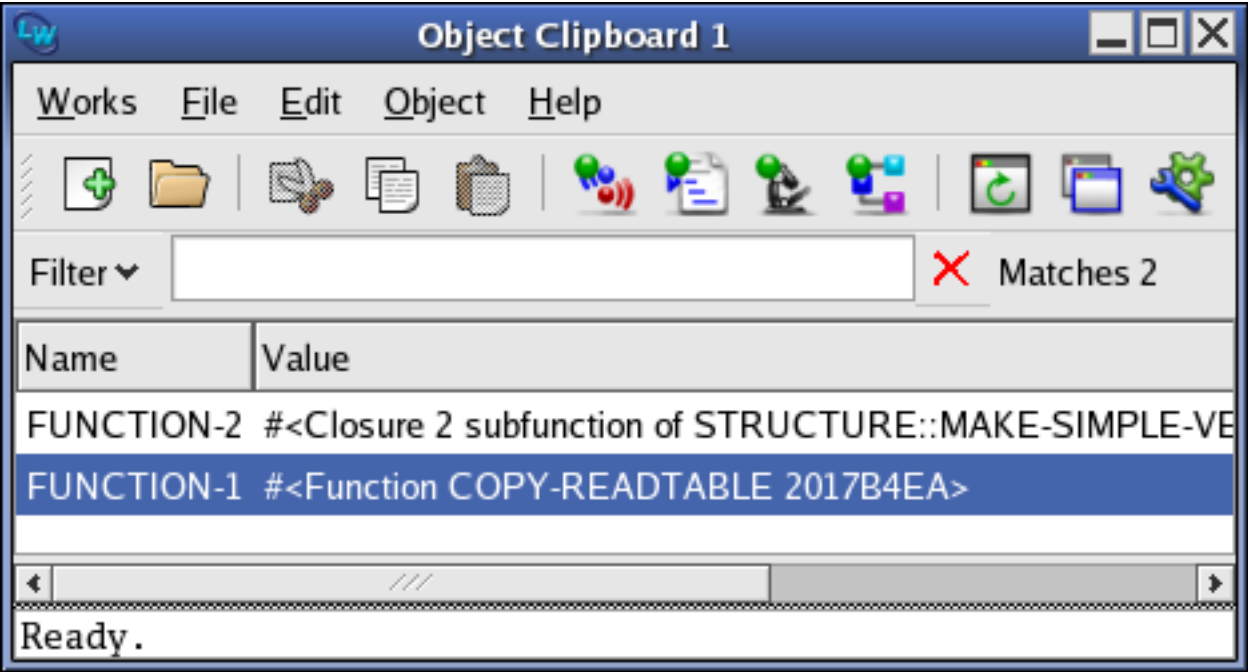 LW Object Clipboard 1
Works File Edit Object Help
Filter Matches 2
Name Value
FUNCTION-2 #<Closure 2 subfunction of STRUCTURE::MAKE-SIMPLE-VE
FUNCTION-1 #<Function COPY-READTABLE 2017B4EA>
Ready.